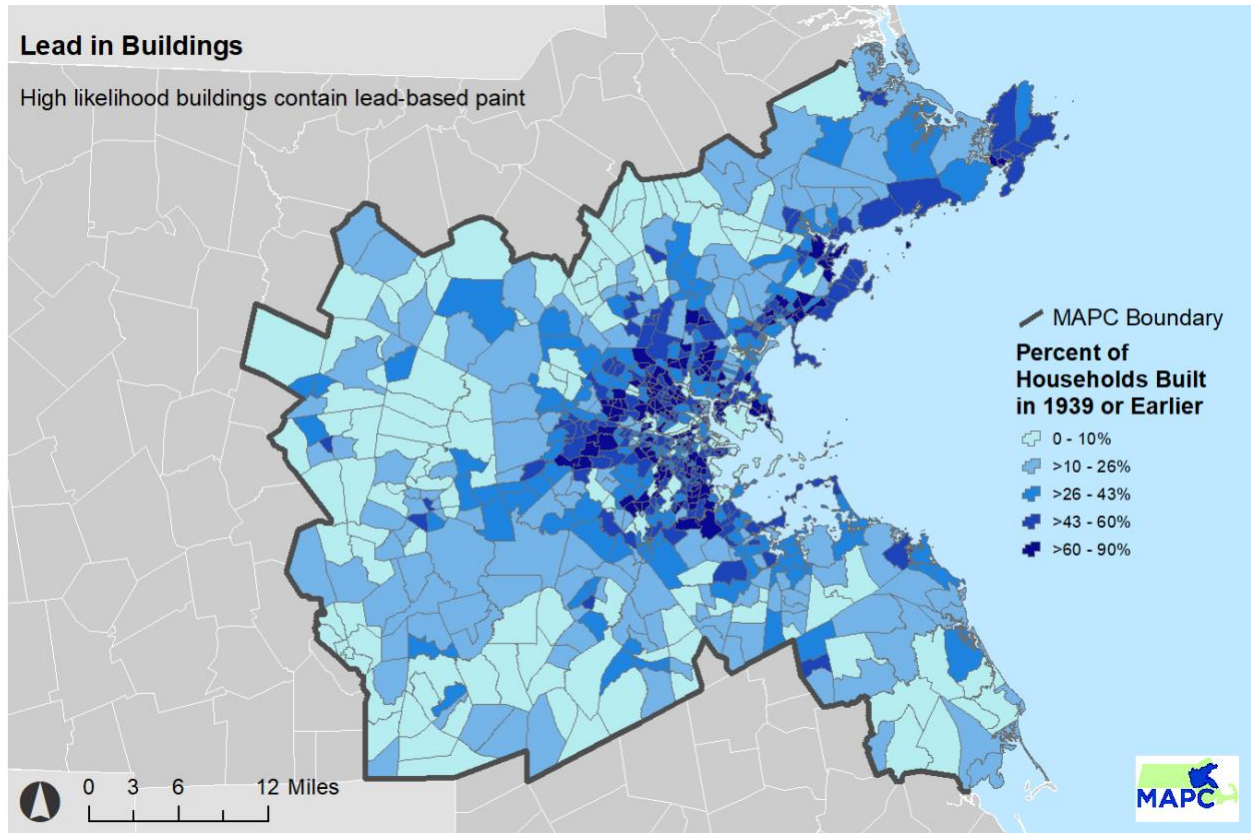 Lead in Buildings
High likelihood buildings contain lead-based paint
MAPC Boundary
Percent of
Households Built
in 1939 or Earlier
0 - 10%
>10 - 26%
>26 - 43%
>43 - 60%
>60 - 90%
0 3 6 12 Miles
MAPC